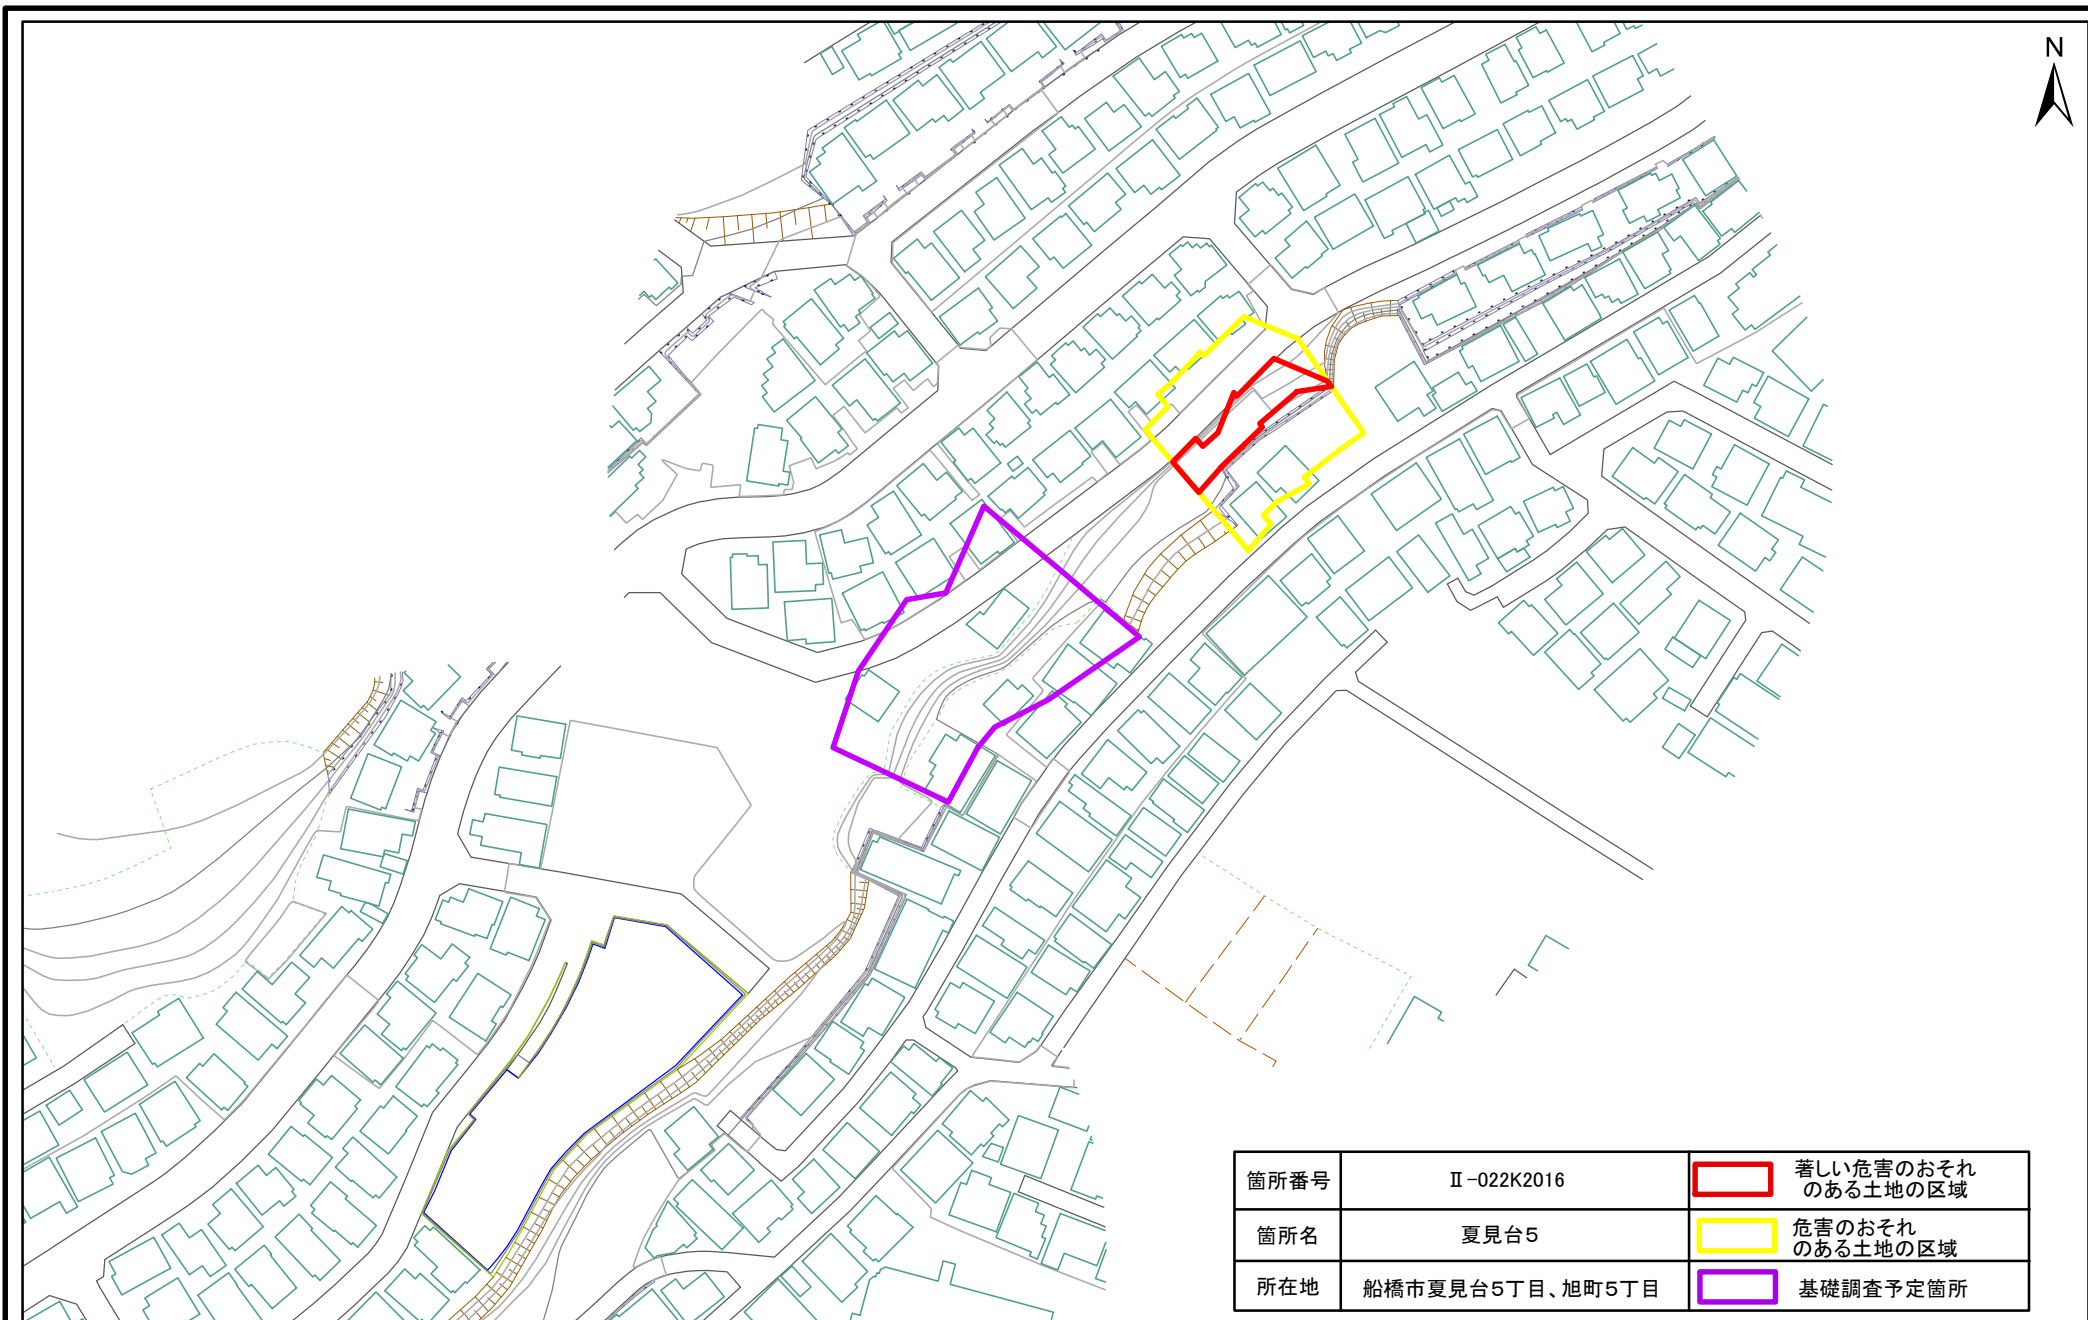 N
箇所番号
Ⅱ-022K2016
著しい危害のおそれ
のある土地の区域
箇所名
夏見台5
危害のおそれ
のある土地の区域
所在地
船橋市夏見台5丁目、旭町5丁目
基礎調査予定箇所